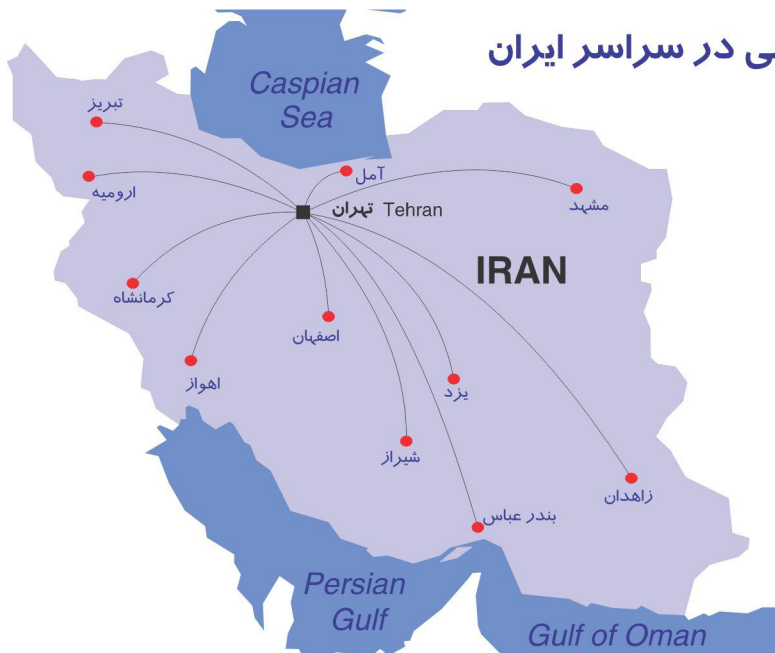 ی در سراسر ایران
Caspian
Sea
تبریز
آمل
ارومیه
مشهد
تهران Tehran
IRAN
کرمانشاه
اصفهان
اهواز
یزد
شیراز
زاهدان
بندر عباس
Persian
Gulf
Gulf of Oman